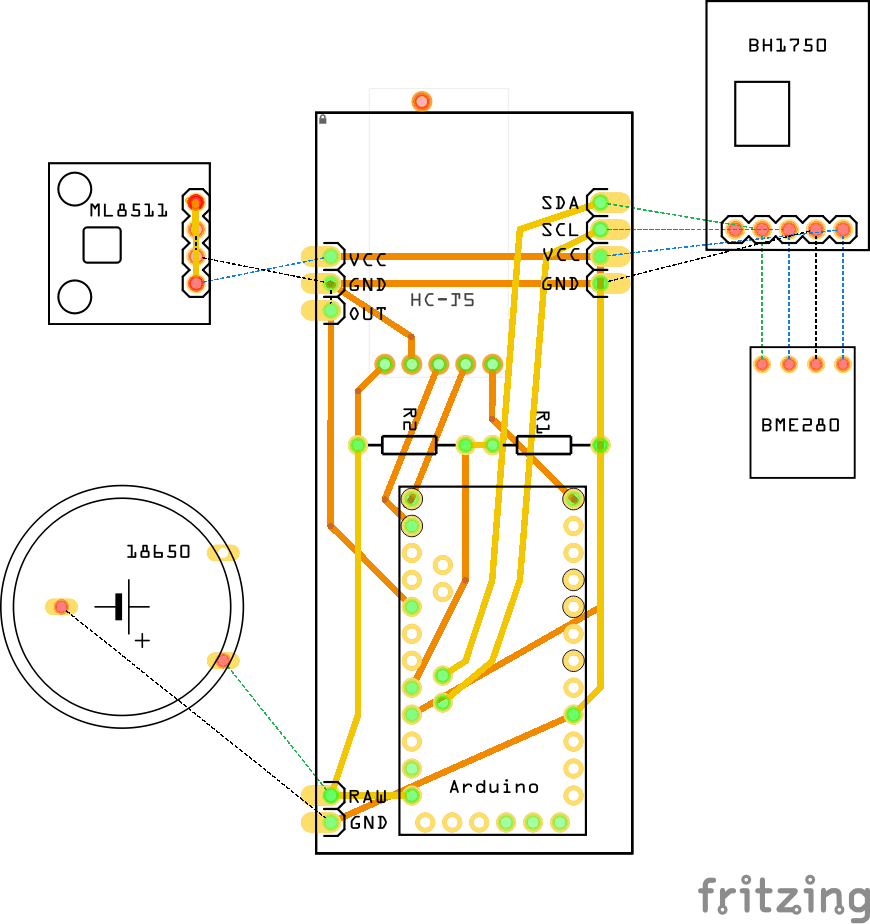 BH1750
ML8511
SDA
SCL
VCC
GND
VCC
GND
OUT
HC-J5
R2
R1
BME280
18650
+
Arduino
RAW
GND
fritzing